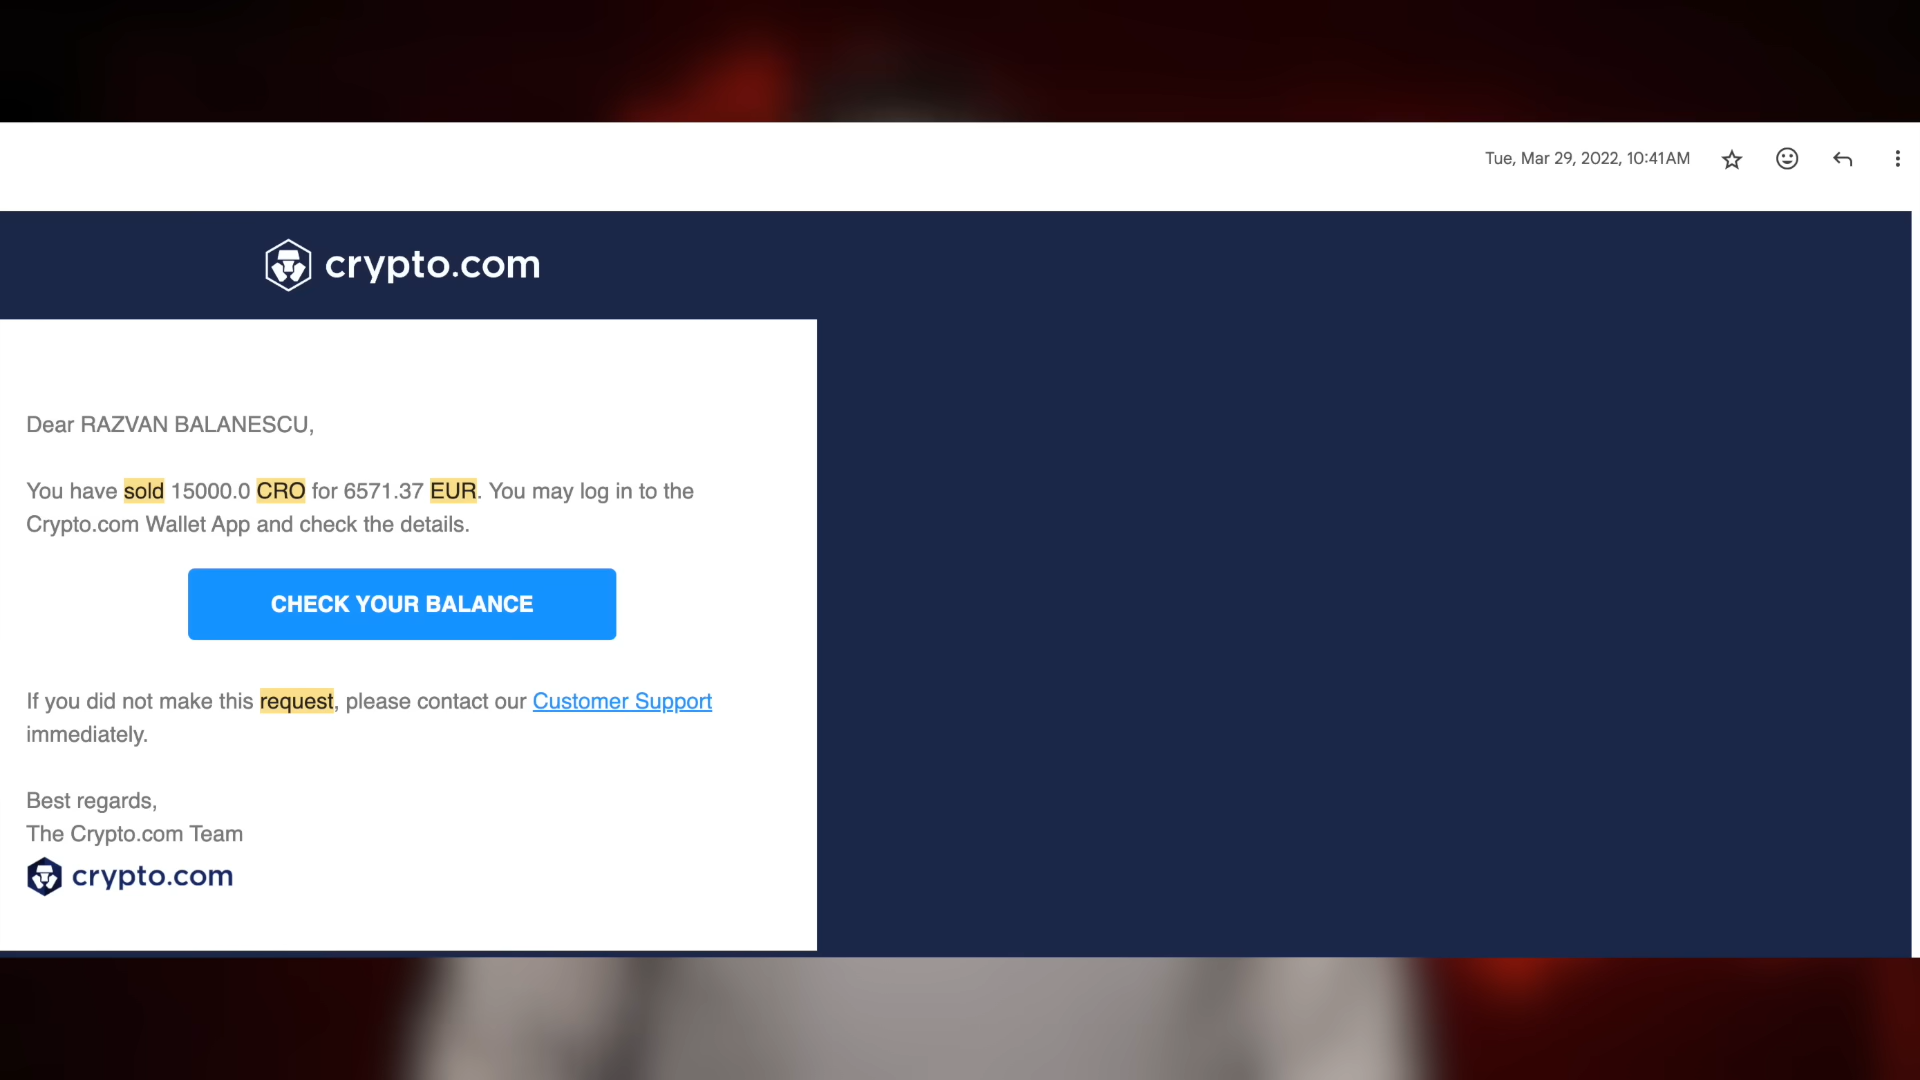 Tue, Mar 29, 2022, 10:41 AM
crypto.com
Dear RAZVAN BALANESCU,
You have sold 15000.0 CRO for 6571.37 EUR. You may log in to the
Crypto.com Wallet App and check the details.
CHECK YOUR BALANCE
If you did not make this request, please contact our Customer Support
immediately.
Best regards,
The Crypto.com Team
crypto.com